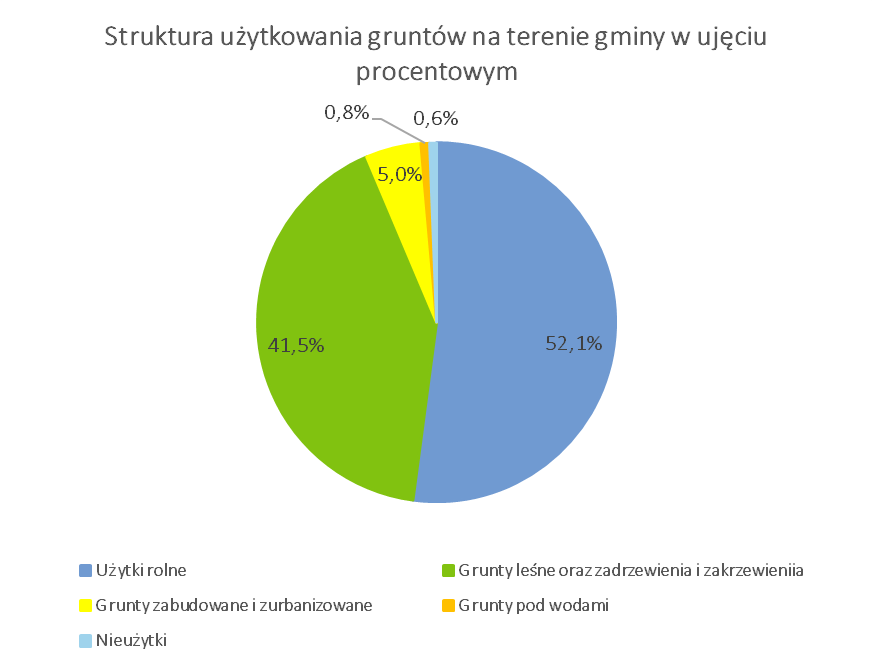 Struktura użytkowania gruntów na terenie gminy w ujęciu
procentowym
0,8%
0,6%
5,0%
41,5%
52,1%
Użytki rolne
Grunty leśne oraz zadrzewienia i zakrzewieniia
Grunty zabudowane i zurbanizowane
Grunty pod wodami
Nieużytki